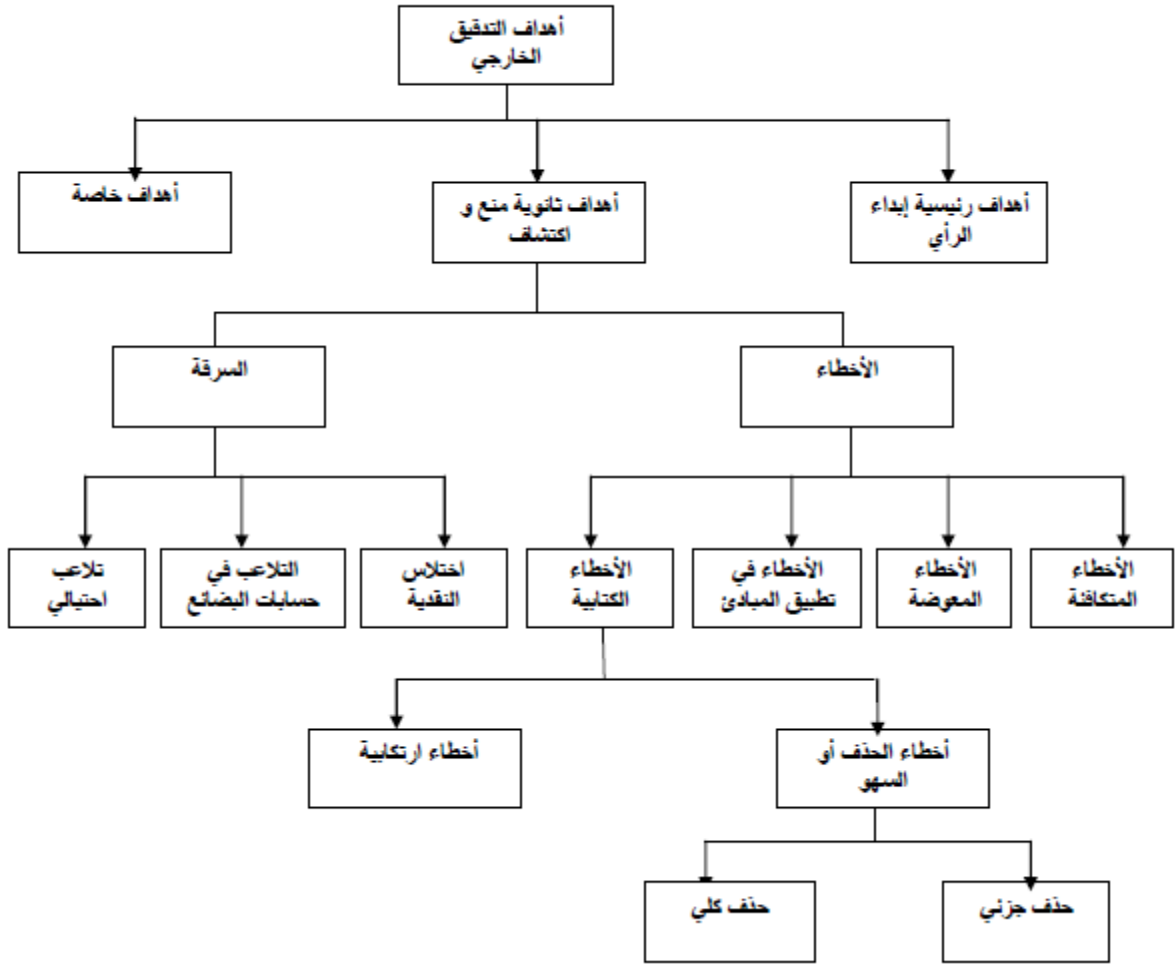 أهداف التدقيق
الخارجي
أهداف رئيسية إبداء
الرأي
أهداف ثانوية منع و
اكتشاف
أهداف خاصة
الأخطاء
السرقة
الأخطاء
المتكافئة
الأخطاء
المعوضة
الأخطاء في
تطبيق المبادئ
الأخطاء
الكتابية
اختلاس
النقدية
التلاعب في
حسابات البضائع
تلاعب
احتيالي
أخطاء الحذف أو
السهو
أخطاء ارتكابية
حذف جزئي
حذف كلي